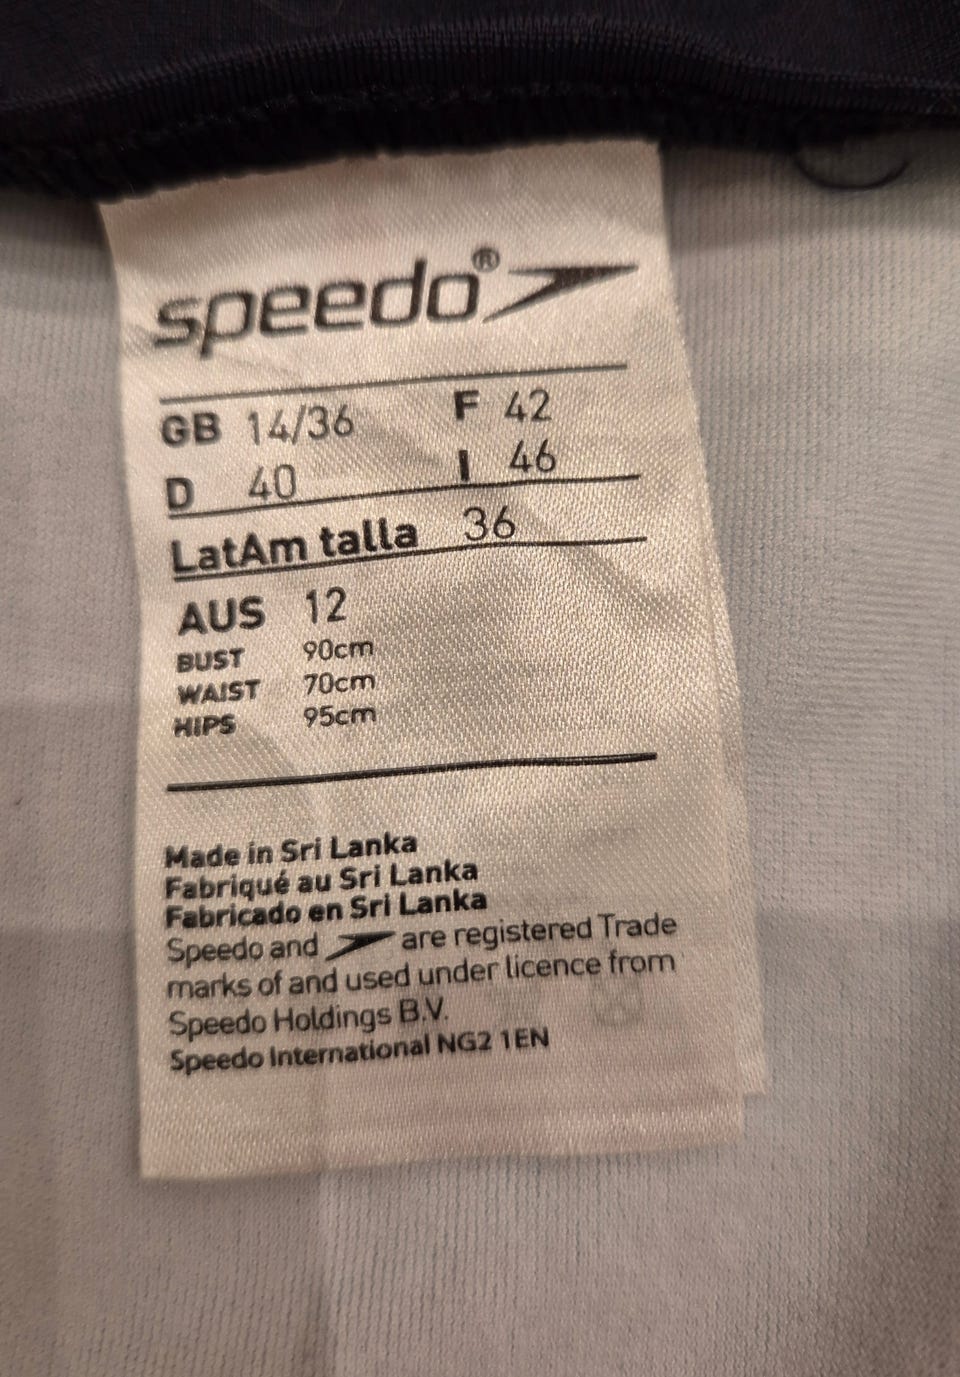 speedo®
GB 14/36 F 42
D 40 I 46
LatAm talla 36
AUS 12
BUST 90cm
WAIST 70cm
HIPS 95cm
Made in Sri Lanka
Fabriqué au Sri Lanka
Fabricado en Sri Lanka
Speedo and are registered Trade
marks of and used under licence from
Speedo Holdings B.V.
Speedo International NG2 1EN